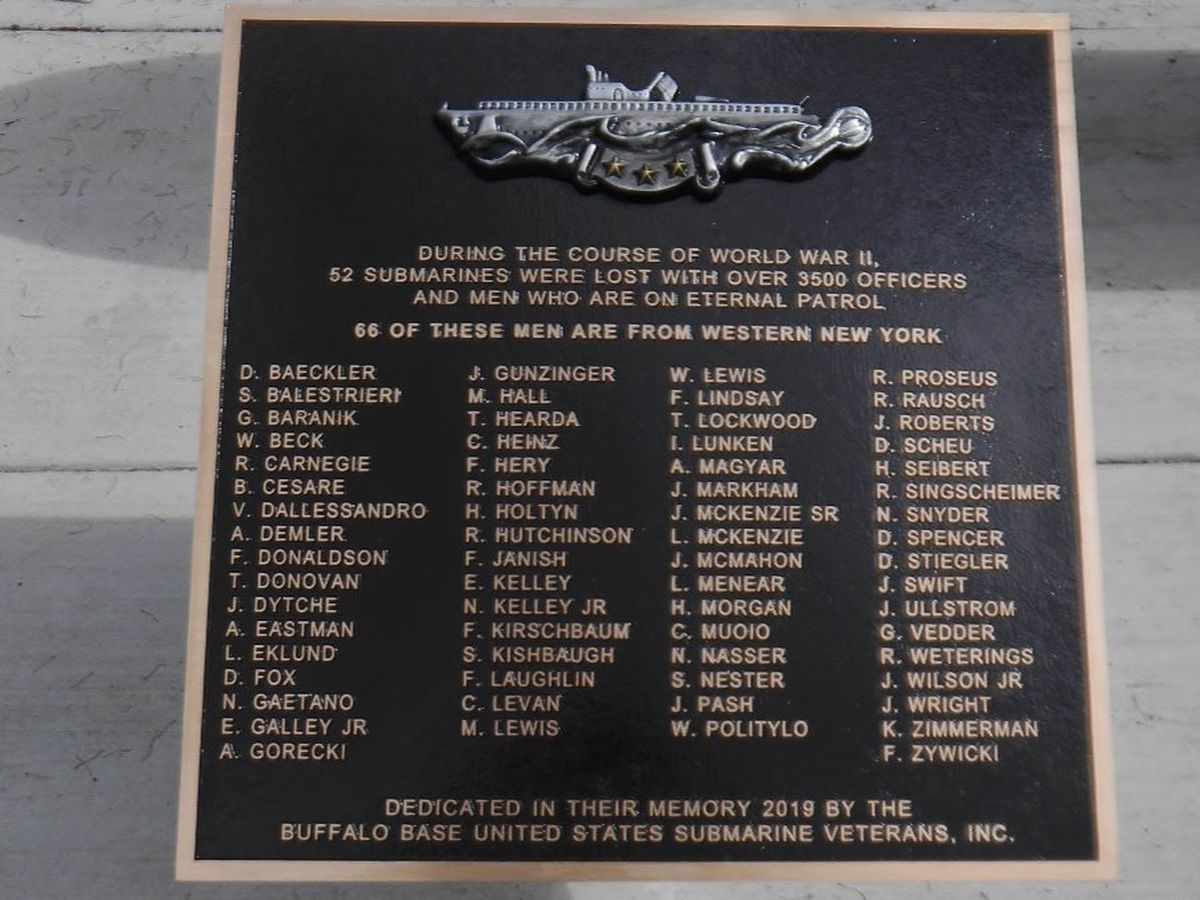 DURING THE COURSE OF WORLD WAR II,
52 SUBMARINES WERE LOST WITH OVER 3500 OFFICERS
AND MEN WHO ARE ON ETERNAL PATROL
66 OF THESE MEN ARE FROM WESTERN NEW YORK
D. BAECKLER
S. BALESTRIERI
G. BARANIK
W. BECK
R. CARNEGIE
B. CESARE
V. DALLESSANDRO
A. DEMLER
F. DONALDSON
T. DONOVAN
J. DYTCHE
A. EASTMAN
L. EKLUND
D. FOX
N. GAETANO
E. GALLEY JR
A. GORECKI
J. GUNZINGER
M. HALL
T. HEARDA
C. HEINZ
F. HERY
R. HOFFMAN
H. HOLTYN
R. HUTCHINSON
F. JANISH
E. KELLEY
N. KELLEY JR
F. KIRSCHBAUM
S. KISHBAUGH
F. LAUGHLIN
C. LEVAN
M. LEWIS
W. LEWIS
F. LINDSAY
T. LOCKWOOD
I. LUNKEN
A. MAGYAR
J. MARKHAM
J. MCKENZIE SR
L. MCKENZIE
J. MCMAHON
L. MENEAR
H. MORGAN
C. MUOIO
N. NASSER
S. NESTER
J. PASH
W. POLITYLO
R. PROSEUS
R. RAUSCH
J. ROBERTS
D. SCHEU
H. SEIBERT
R. SINGSCHEIMER
N. SNYDER
D. SPENCER
D. STIEGLER
J. SWIFT
J. ULLSTROM
G. VEDDER
R. WETERINGS
J. WILSON JR
J. WRIGHT
K. ZIMMERMAN
F. ZYWICKI
DEDICATED IN THEIR MEMORY 2019 BY THE
BUFFALO BASE UNITED STATES SUBMARINE VETERANS, INC.